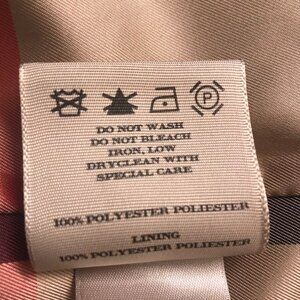 P
DO NOT WASH
DO NOT BLEACH
IRON, LOW
DRYCLEAN WITH
SPECIAL CARE
100% POLYESTER POLIESTER
LINING
100% POLYESTER POLIESTER